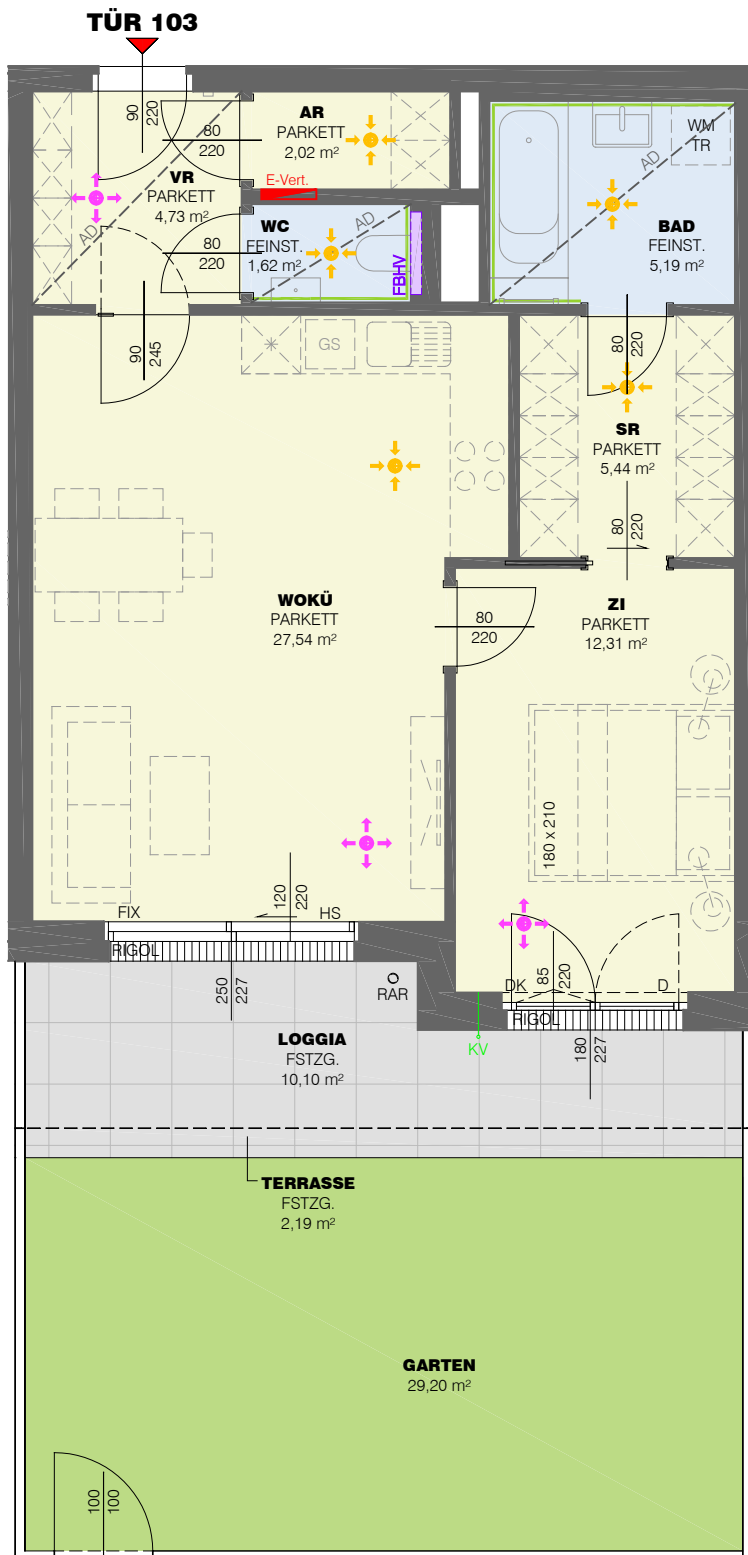 TÜR 103
90
220
80
220
AR
PARKETT
2,02 m²
E-Vert.
VR
PARKETT
4,73 m²
AD
80
220
WC
FEINST.
1,62 m²
AD
FBHV
WM
TR
AD
BAD
FEINST.
5,19 m²
90
245
GS
80
220
SR
PARKETT
5,44 m²
80
220
WOKÜ
PARKETT
27,54 m²
80
220
ZI
PARKETT
12,31 m²
180 x 210
120
220
FIX
HS
RIGOL
250
227
RAR
85
220
DK
D
RIGOL
KV
180
227
LOGGIA
FSTZG.
10,10 m²
TERRASSE
FSTZG.
2,19 m²
GARTEN
29,20 m²
100
100